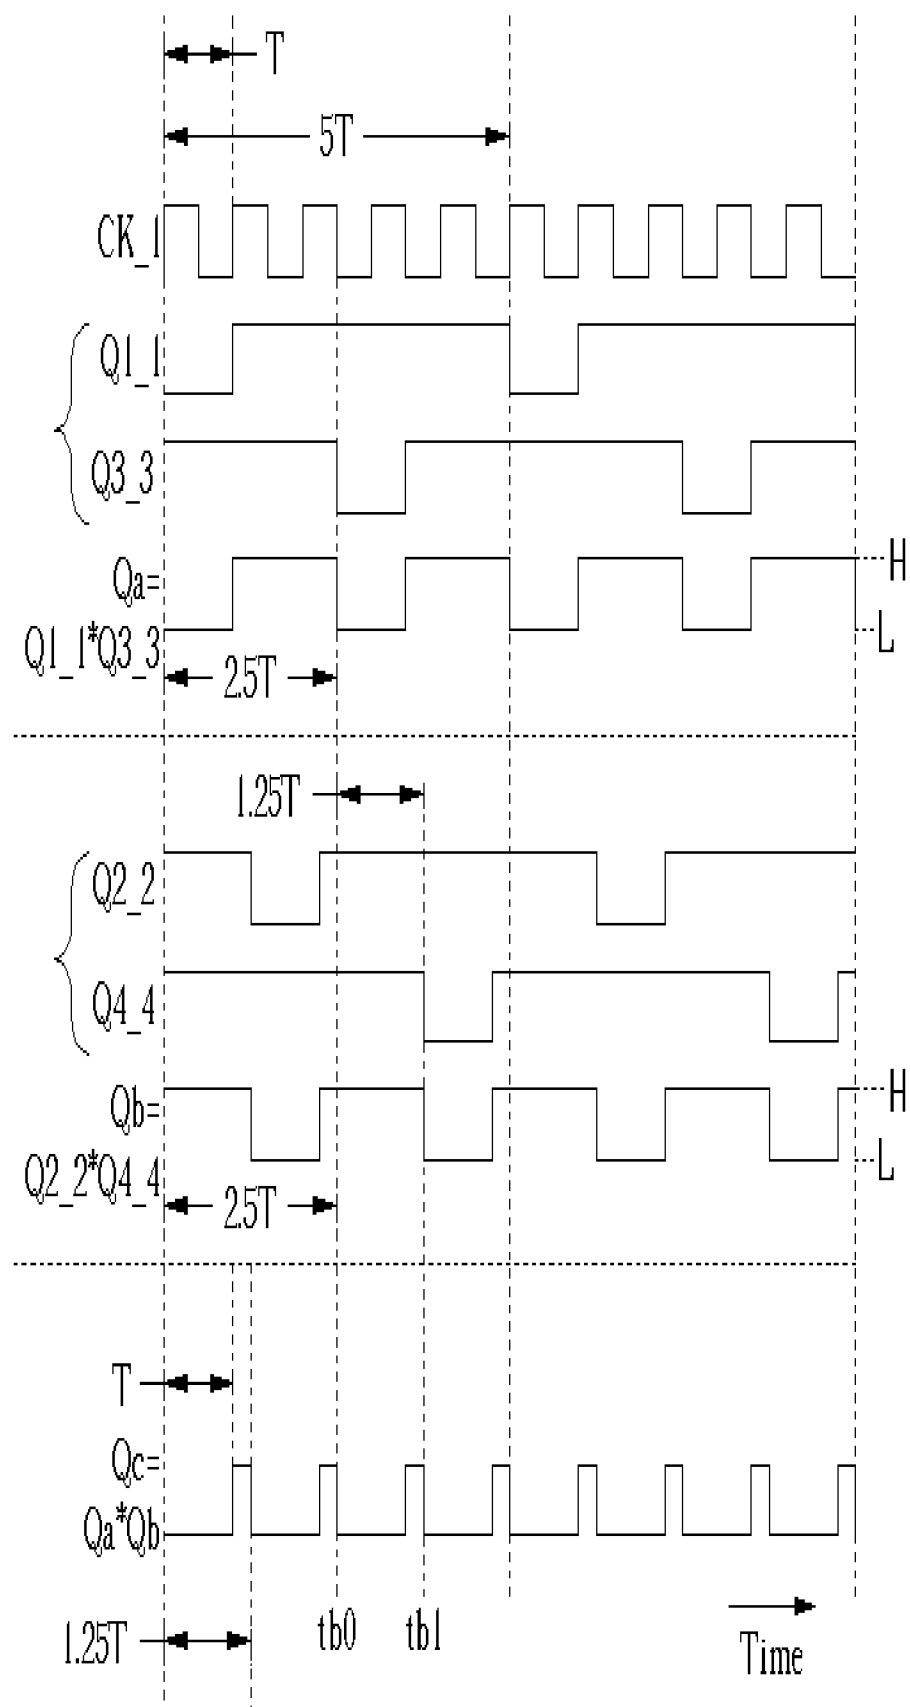 T
5T
CK_1
Q1_1
Q3_3
Qa=
H
Q1_1*Q3_3
L
2.5T
1.25T
Q2_2
Q4_4
Qb=
H
Q2_2*Q4_4
L
2.5T
T
Qc=
Qa*Qb
1.25T
tb0
tb1
Time